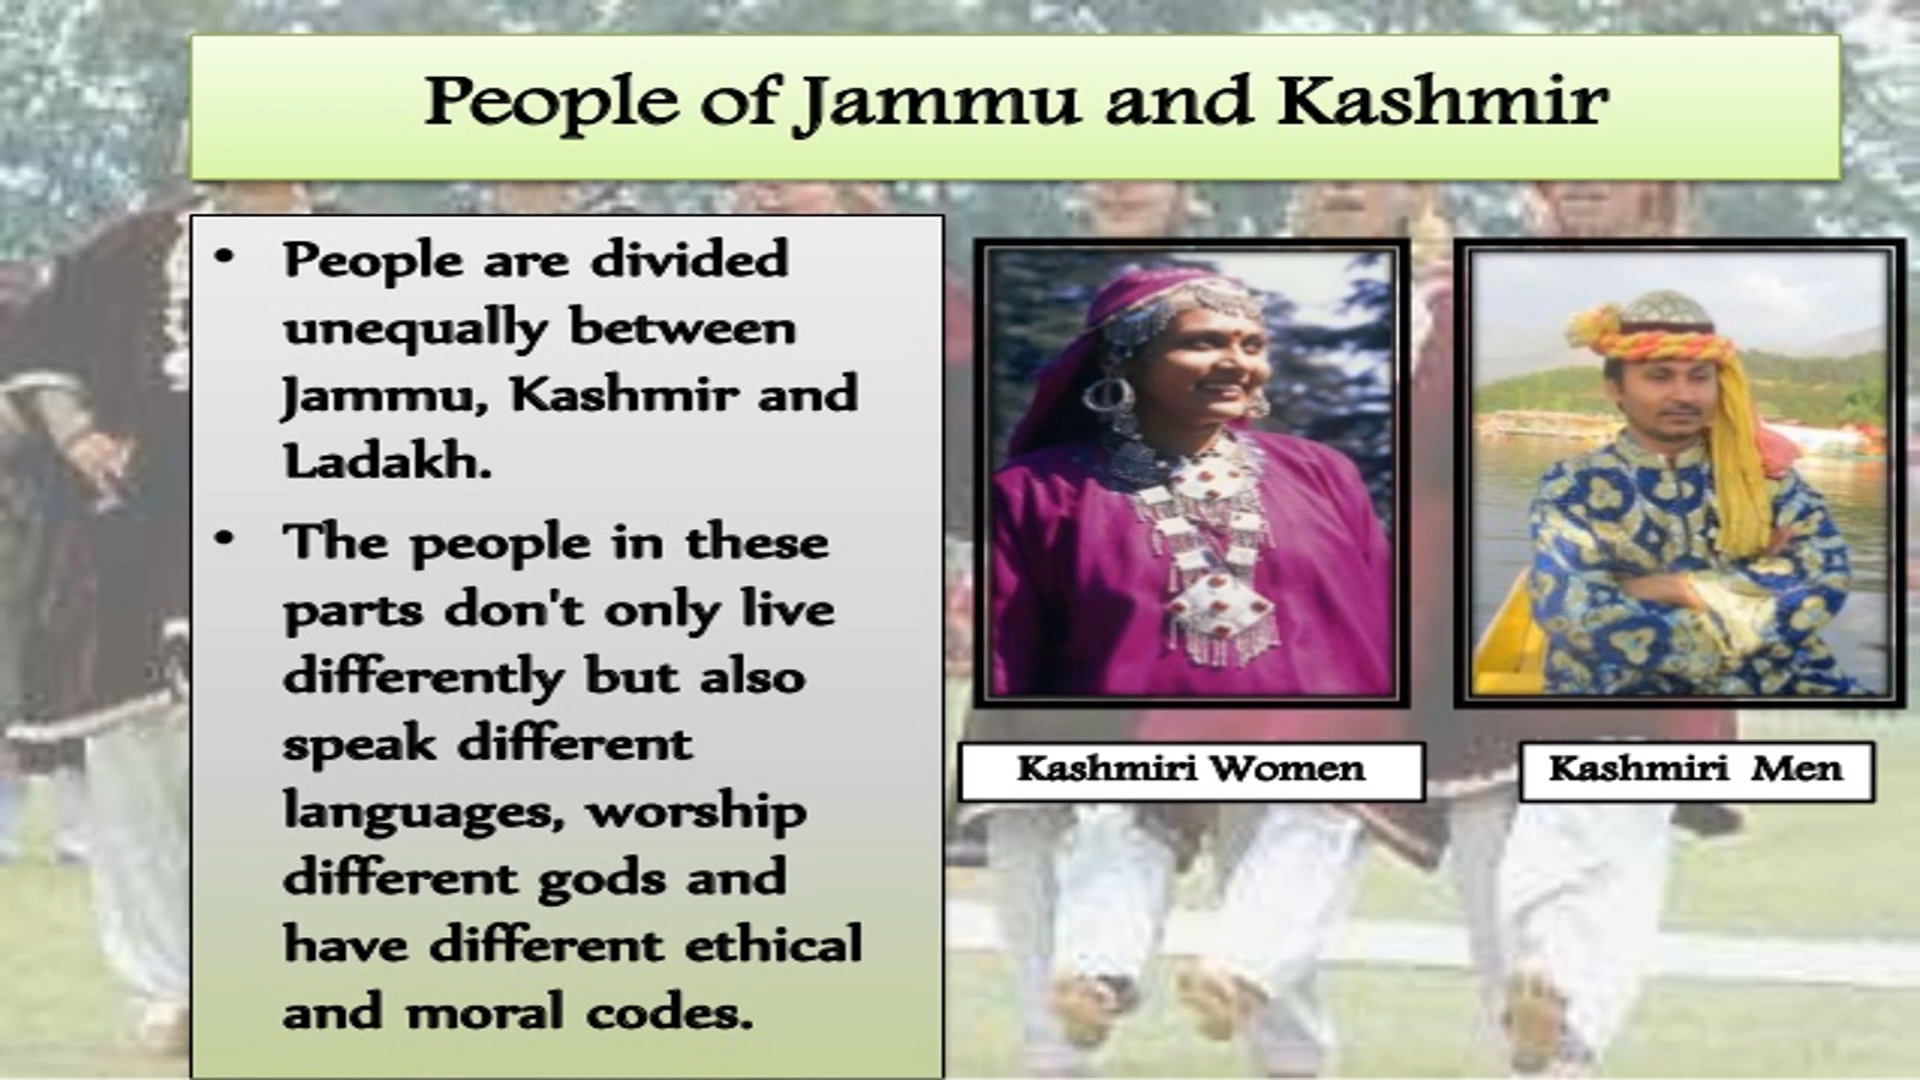 People of Jammu and Kashmir
• People are divided
unequally between
Jammu, Kashmir and
Ladakh.
• The people in these
parts don't only live
differently but also
speak different
languages, worship
different gods and
have different ethical
and moral codes.
Kashmiri Women
Kashmiri Men